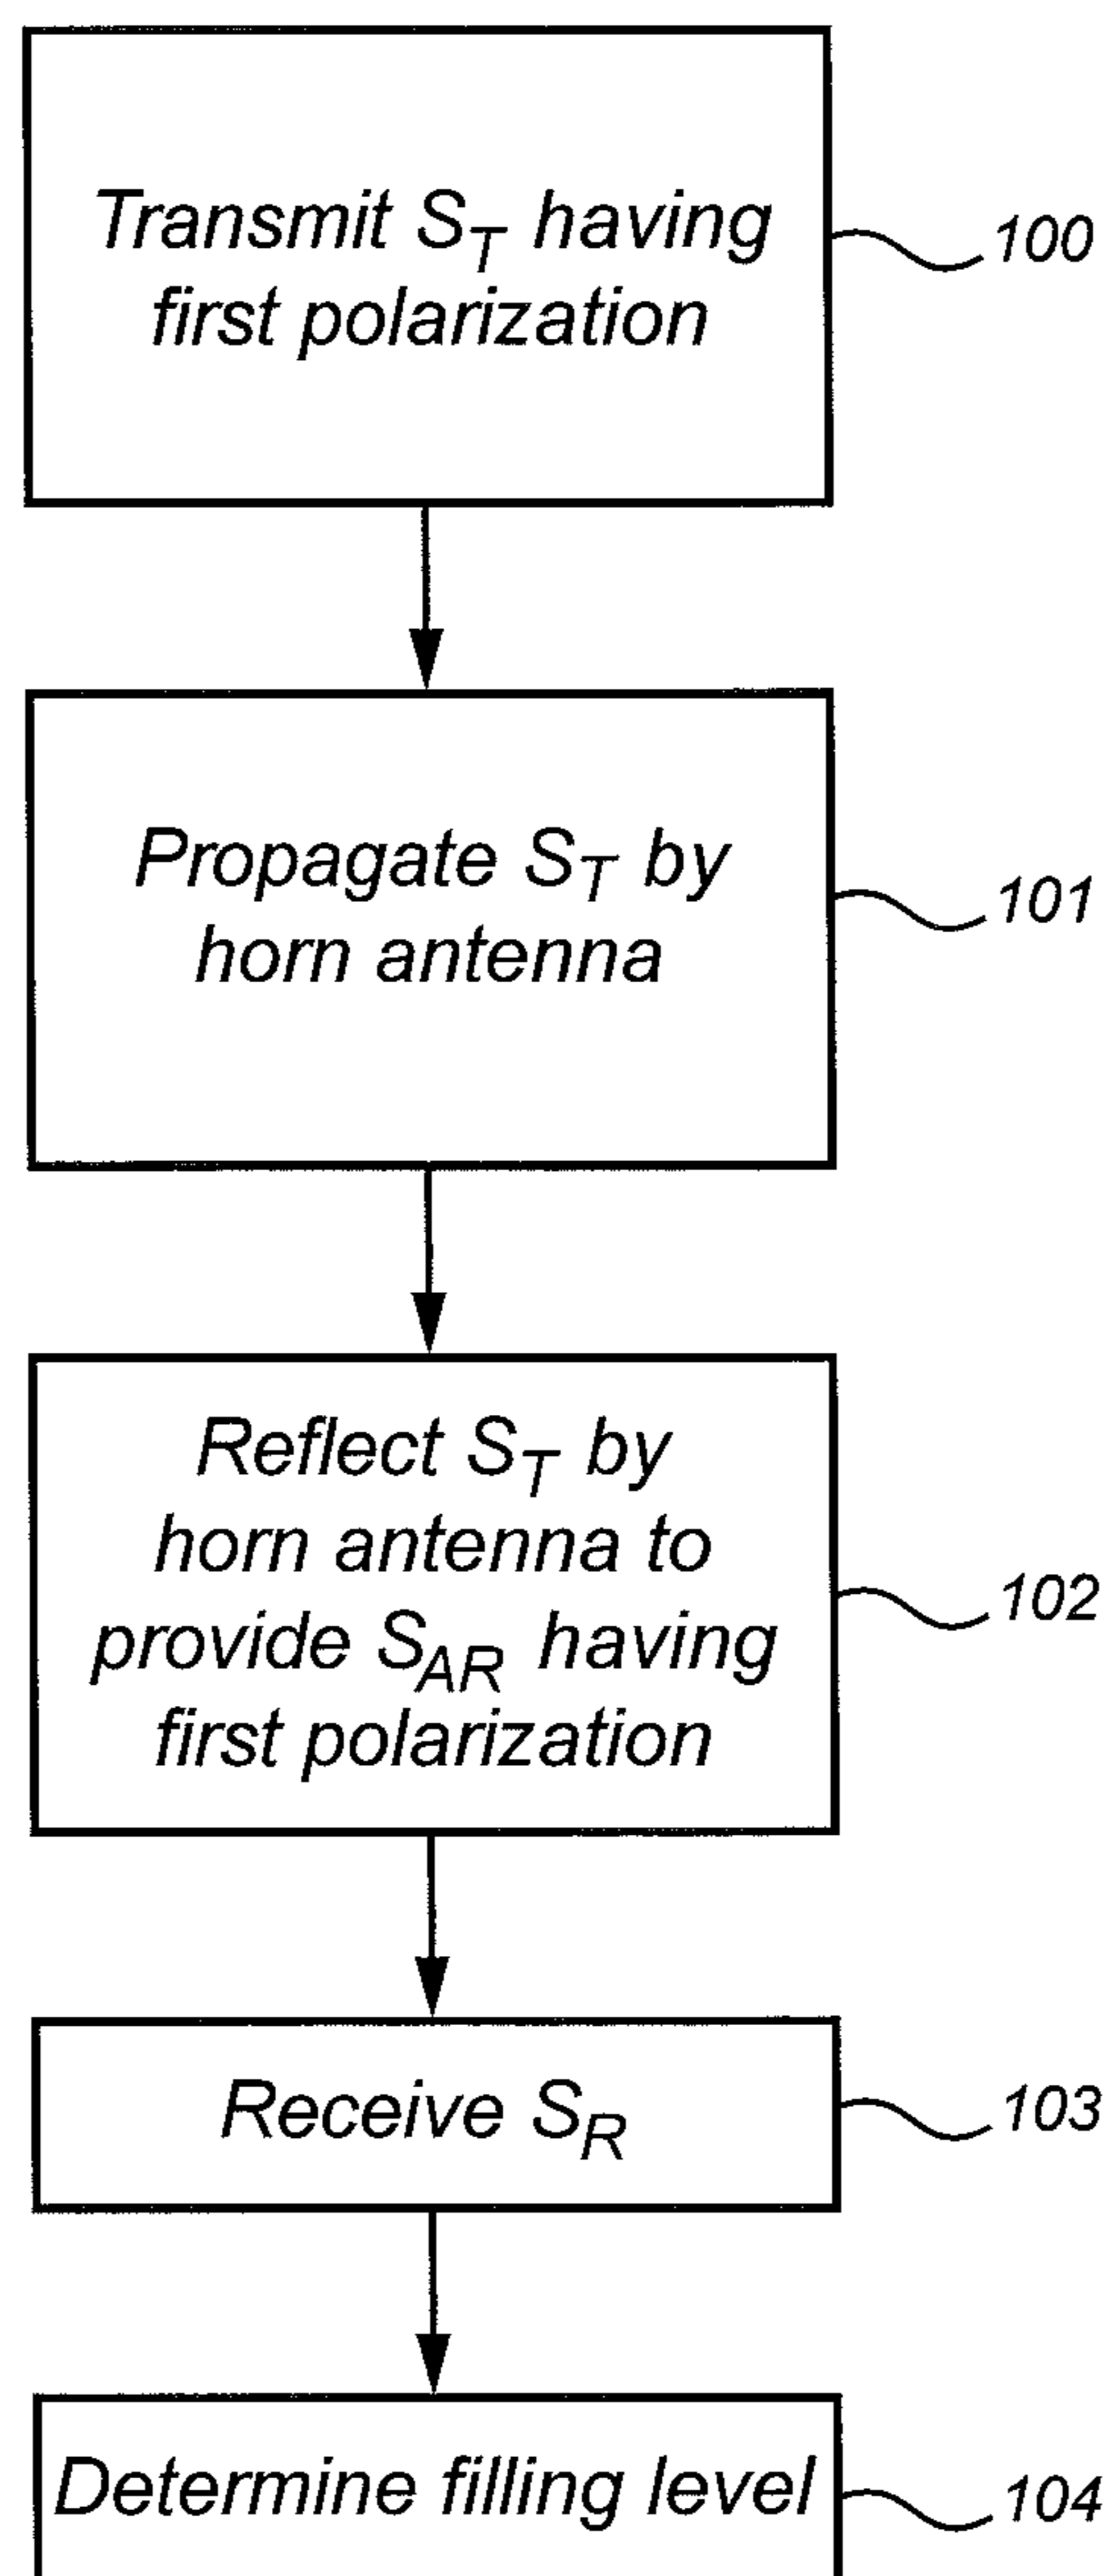 Transmit S_T having
first polarization
100
Propagate S_T by
horn antenna
101
Reflect S_T by
horn antenna to
provide S_AR having
first polarization
102
Receive S_R
103
Determine filling level
104